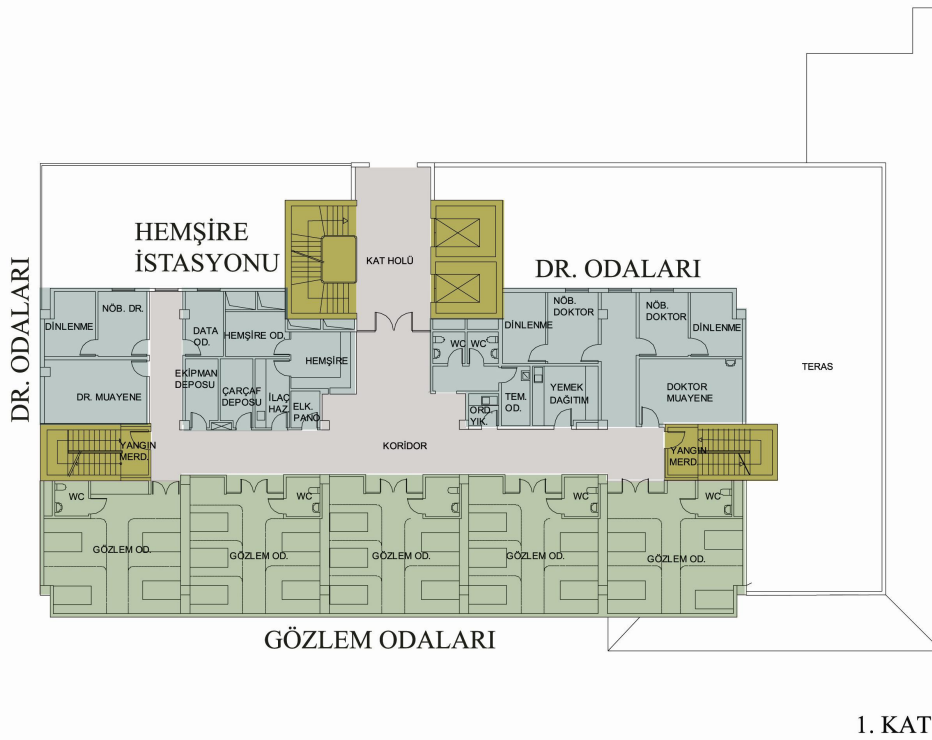 HEMŞİRE
İSTASYONU
KAT HOLÜ
DR. ODALARI
DR. ODALARI
NÖB. DR.
DİNLENME
DATA
OD.
HEMŞİRE OD.
HEMŞİRE
WC
WC
DİNLENME
NÖB.
DOKTOR
NÖB.
DOKTOR
DİNLENME
TERAS
DR. MUAYENE
EKİPMAN
DEPOSU
ÇARÇAF
DEPOSU
İLAÇ
HAZ.
ELK.
PANO
ORD.
YIK.
TEM.
OD.
YEMEK
DAĞITIM
DOKTOR
MUAYENE
YANGIN
MERD.
KORİDOR
YANGIN
MERD.
WC
WC
WC
WC
WC
GÖZLEM OD.
GÖZLEM OD.
GÖZLEM OD.
GÖZLEM OD.
GÖZLEM OD.
GÖZLEM ODALARI
1. KAT